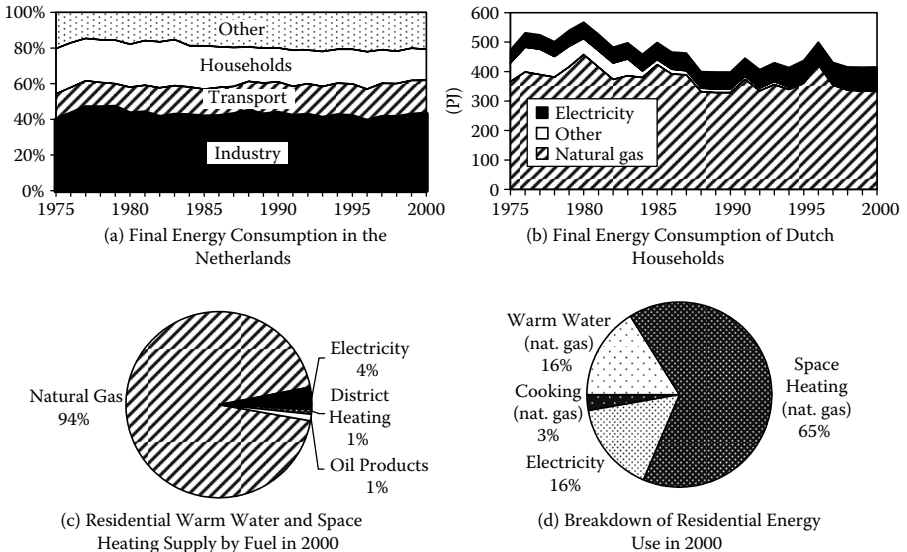 100%
80%
60%
40%
20%
0%
Other
Households
Transport
Industry
1975 1980 1985 1990 1995 2000
(a) Final Energy Consumption in the
Netherlands
600
500
400
300
200
100
0
(PJ)
Electricity
Other
Natural gas
1975 1980 1985 1990 1995 2000
(b) Final Energy Consumption of Dutch
Households
Natural Gas
94%
Electricity
4%
District
Heating
1%
Oil Products
1%
(c) Residential Warm Water and Space
Heating Supply by Fuel in 2000
Warm Water
(nat. gas)
16%
Cooking
(nat. gas)
3%
Electricity
16%
Space
Heating
(nat. gas)
65%
(d) Breakdown of Residential Energy
Use in 2000